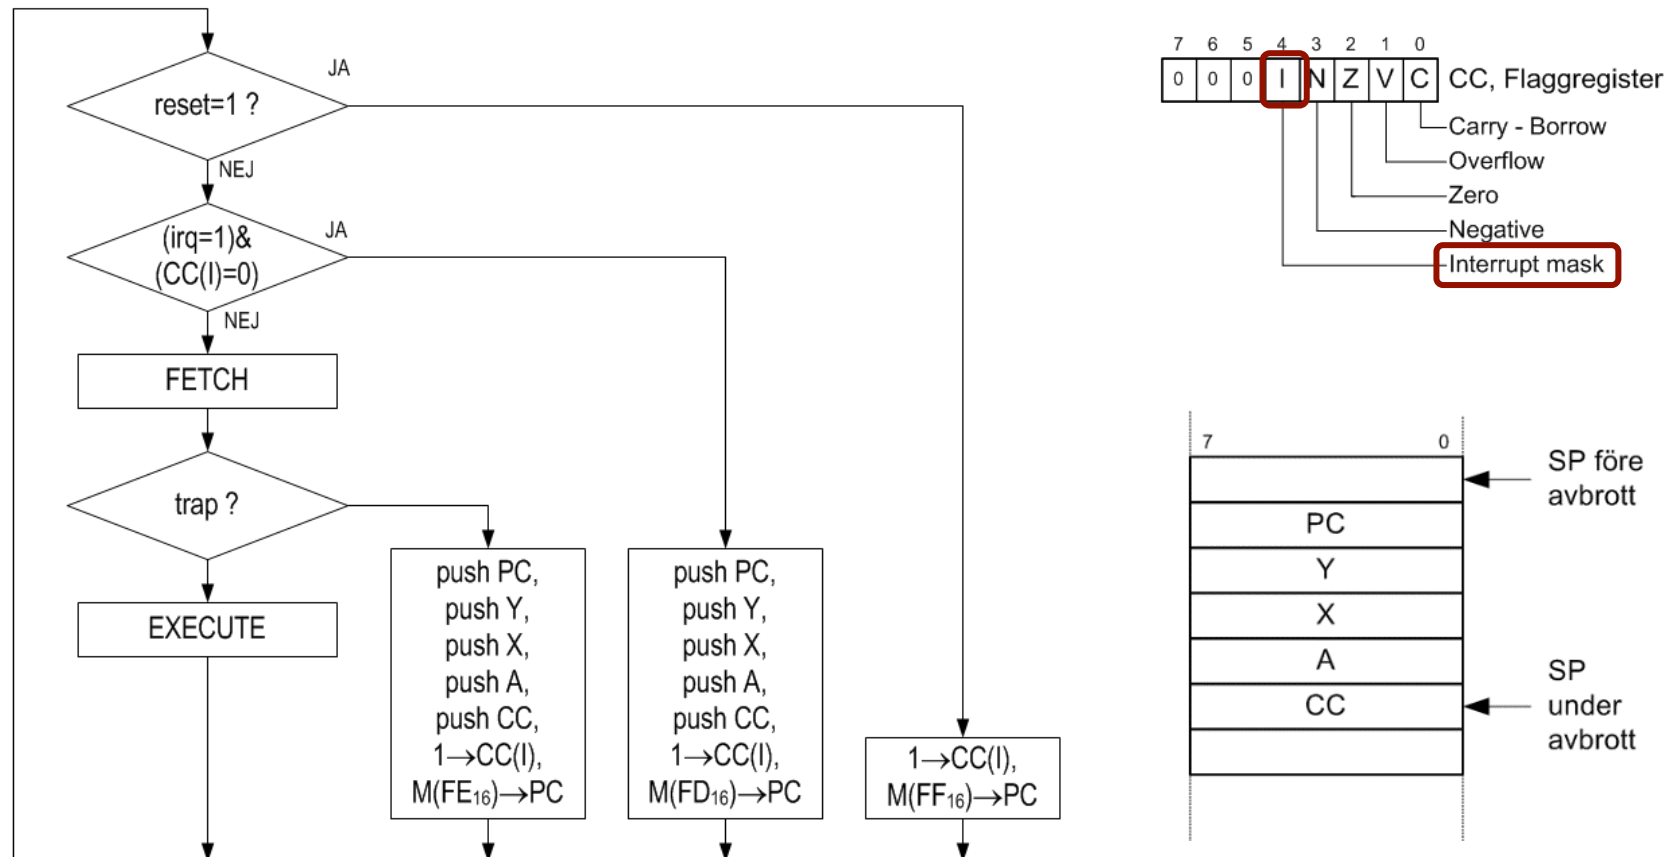 reset=1 ?
JA
NEJ
(irq=1)&
(CC(I)=0)
JA
NEJ
FETCH
trap ?
EXECUTE
push PC,
push Y,
push X,
push A,
push CC,
1→CC(I),
M(FE₁₆)→PC
push PC,
push Y,
push X,
push A,
push CC,
1→CC(I),
M(FD₁₆)→PC
1→CC(I),
M(FF₁₆)→PC
7 6 5 4 3 2 1 0
0 0 0 I N Z V C CC, Flaggregister
Carry - Borrow
Overflow
Zero
Negative
Interrupt mask
7 0
SP före
avbrott
PC
Y
X
A
CC
SP
under
avbrott